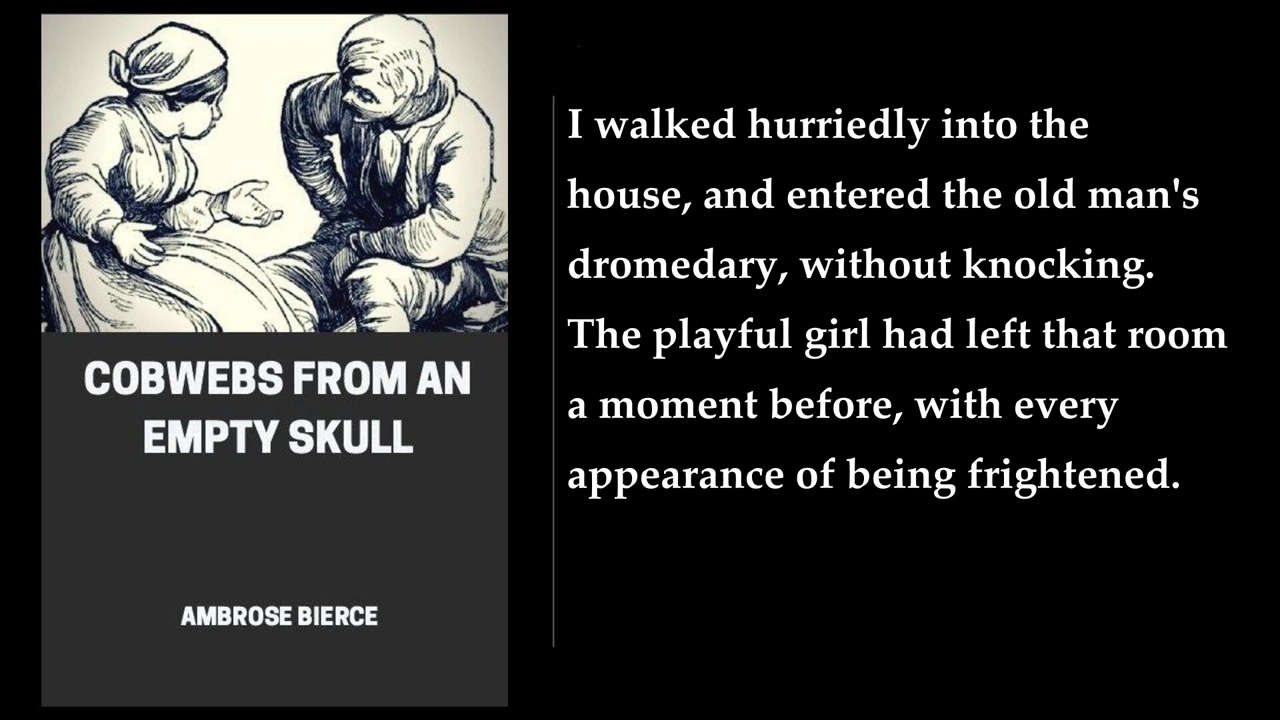 COBWEBS FROM AN
EMPTY SKULL
AMBROSE BIERCE
I walked hurriedly into the
house, and entered the old man's
dromedary, without knocking.
The playful girl had left that room
a moment before, with every
appearance of being frightened.